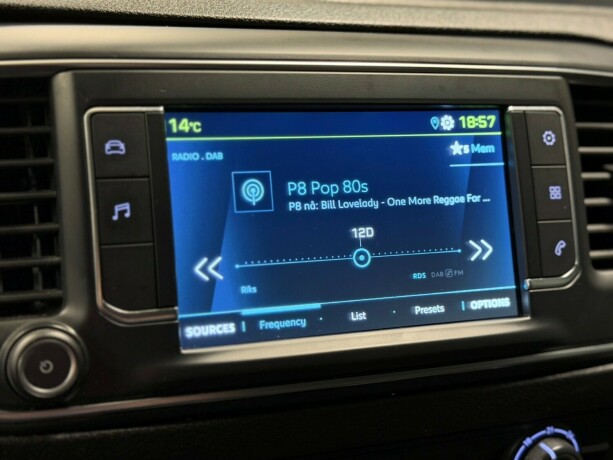 14°C 18:57
RADIO . DAB
s Mem
P8 Pop 80s
P8 nå: Bill Lovelady - One More Reggae For ...
12D
Riks
RDS DAB FM
SOURCES Frequency List Presets OPTIONS